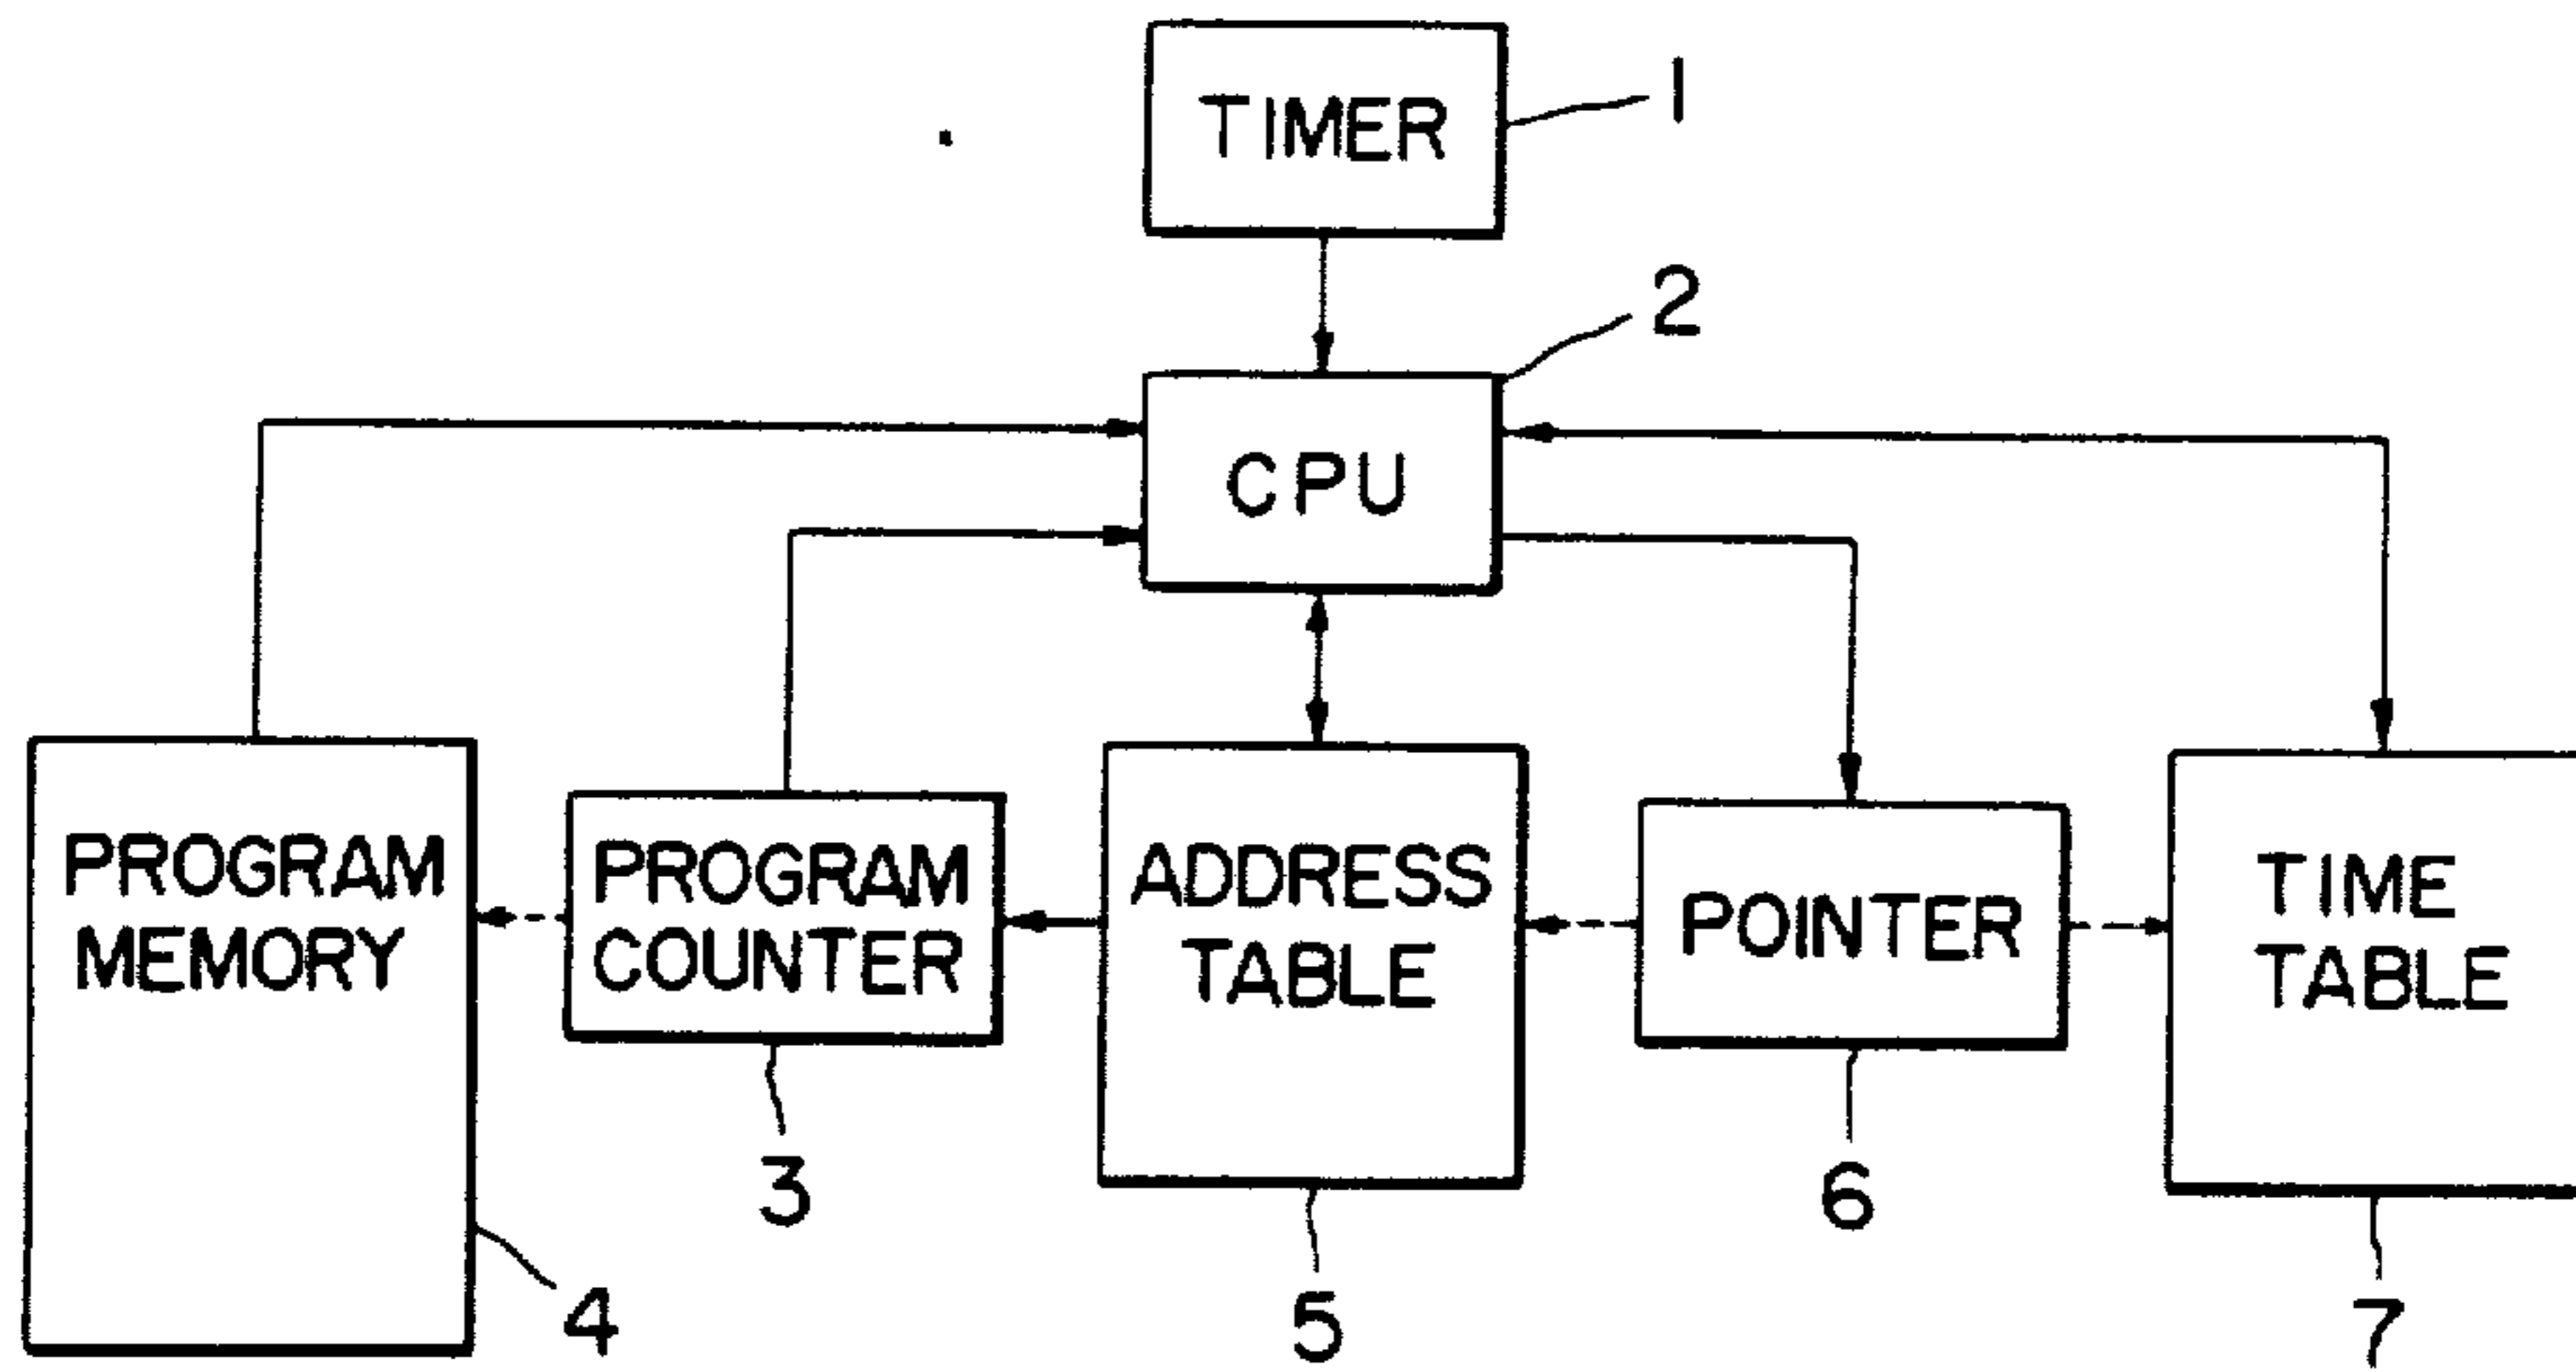 TIMER
1
2
CPU
PROGRAM
MEMORY
PROGRAM
COUNTER
ADDRESS
TABLE
POINTER
TIME
TABLE
3
4
5
6
7